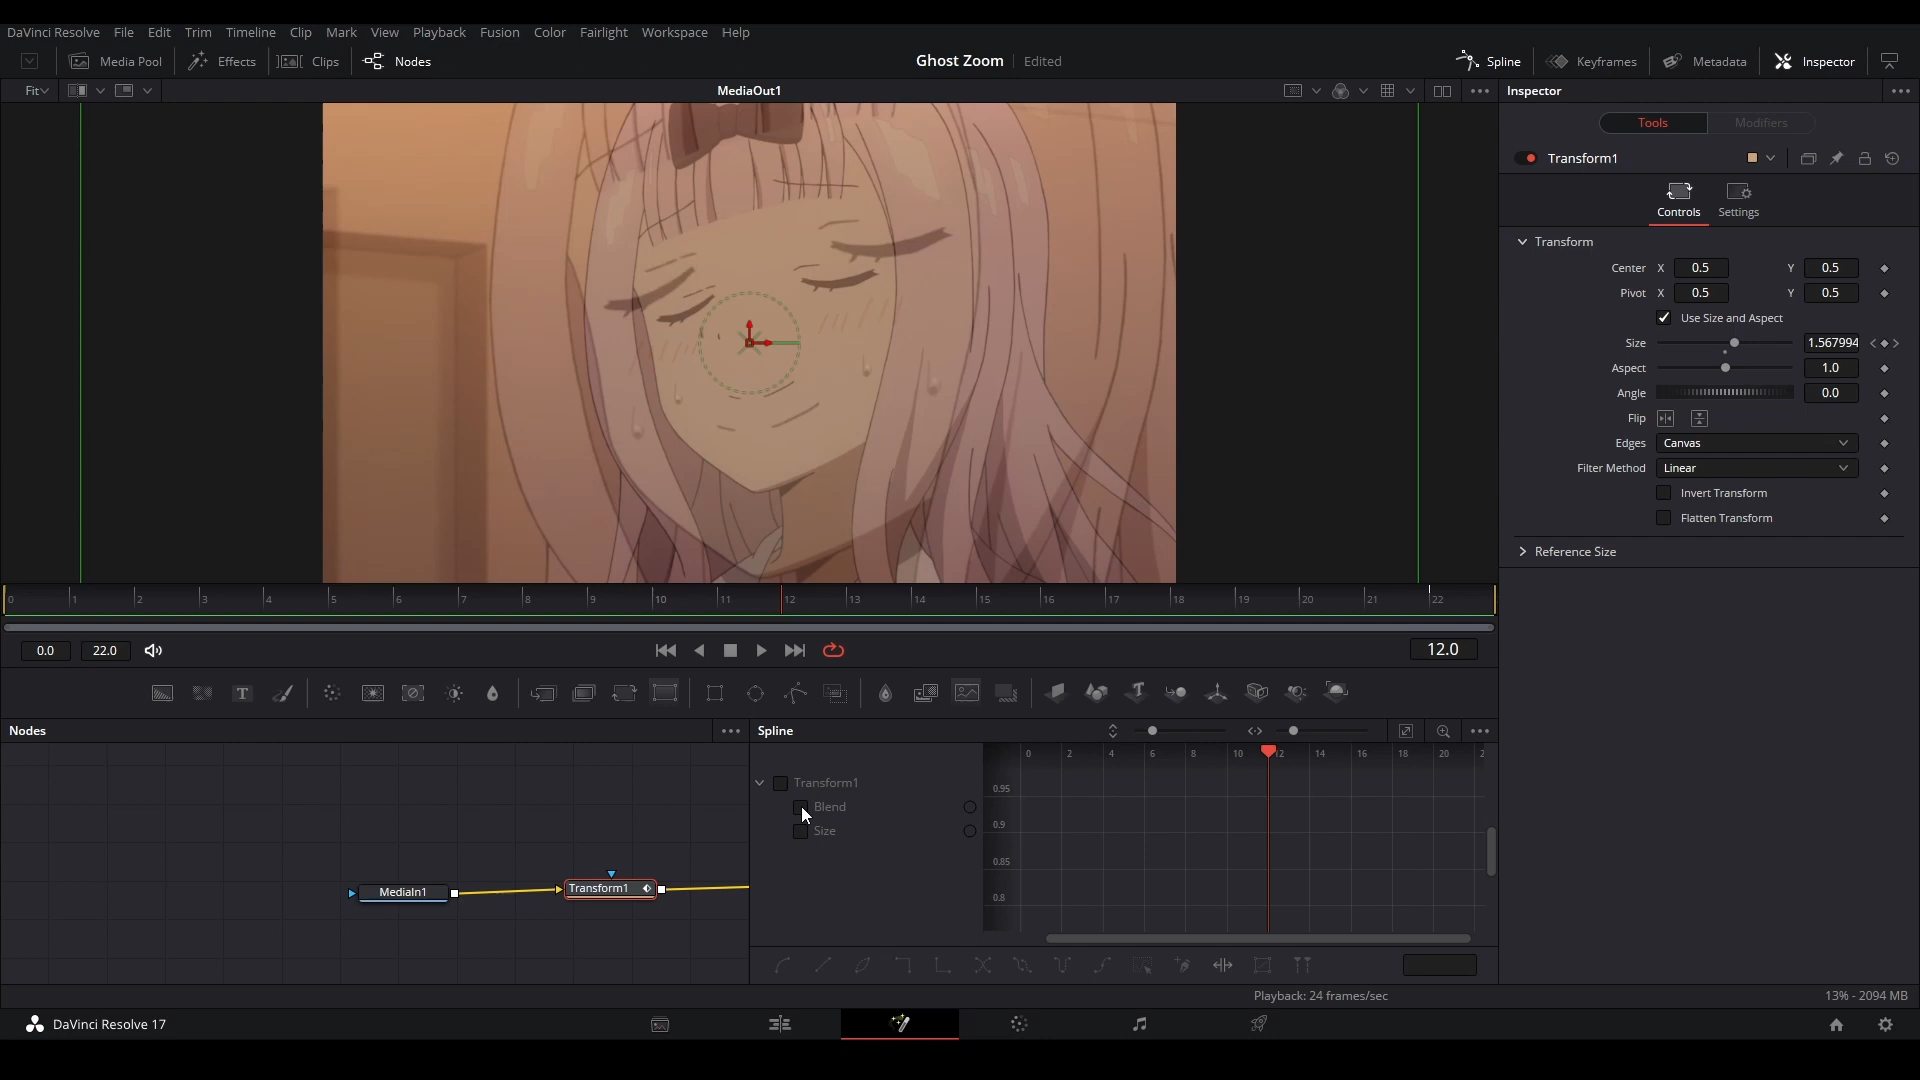 DaVinci Resolve File Edit Trim Timeline Clip Mark View Playback Fusion Color Fairlight Workspace Help
Media Pool Effects Clips Nodes Ghost Zoom Edited Spline Keyframes Metadata Inspector
Fit MediaOut1 Inspector
Tools Modifiers
Transform1
Controls Settings
Transform
Center X 0.5 Y 0.5
Pivot X 0.5 Y 0.5
Use Size and Aspect
Size 1.567994
Aspect 1.0
Angle 0.0
Flip
Edges Canvas
Filter Method Linear
Invert Transform
Flatten Transform
Reference Size
0 1 2 3 4 5 6 7 8 9 10 11 12 13 14 15 16 17 18 19 20 21 22
0.0 22.0 12.0
T T
Nodes
MediaIn1 Transform1
Spline
0 2 4 6 8 10 12 14 16 18 20 2
Transform1
Blend
Size
0.95
0.9
0.85
0.8
Playback: 24 frames/sec 13% - 2094 MB
DaVinci Resolve 17